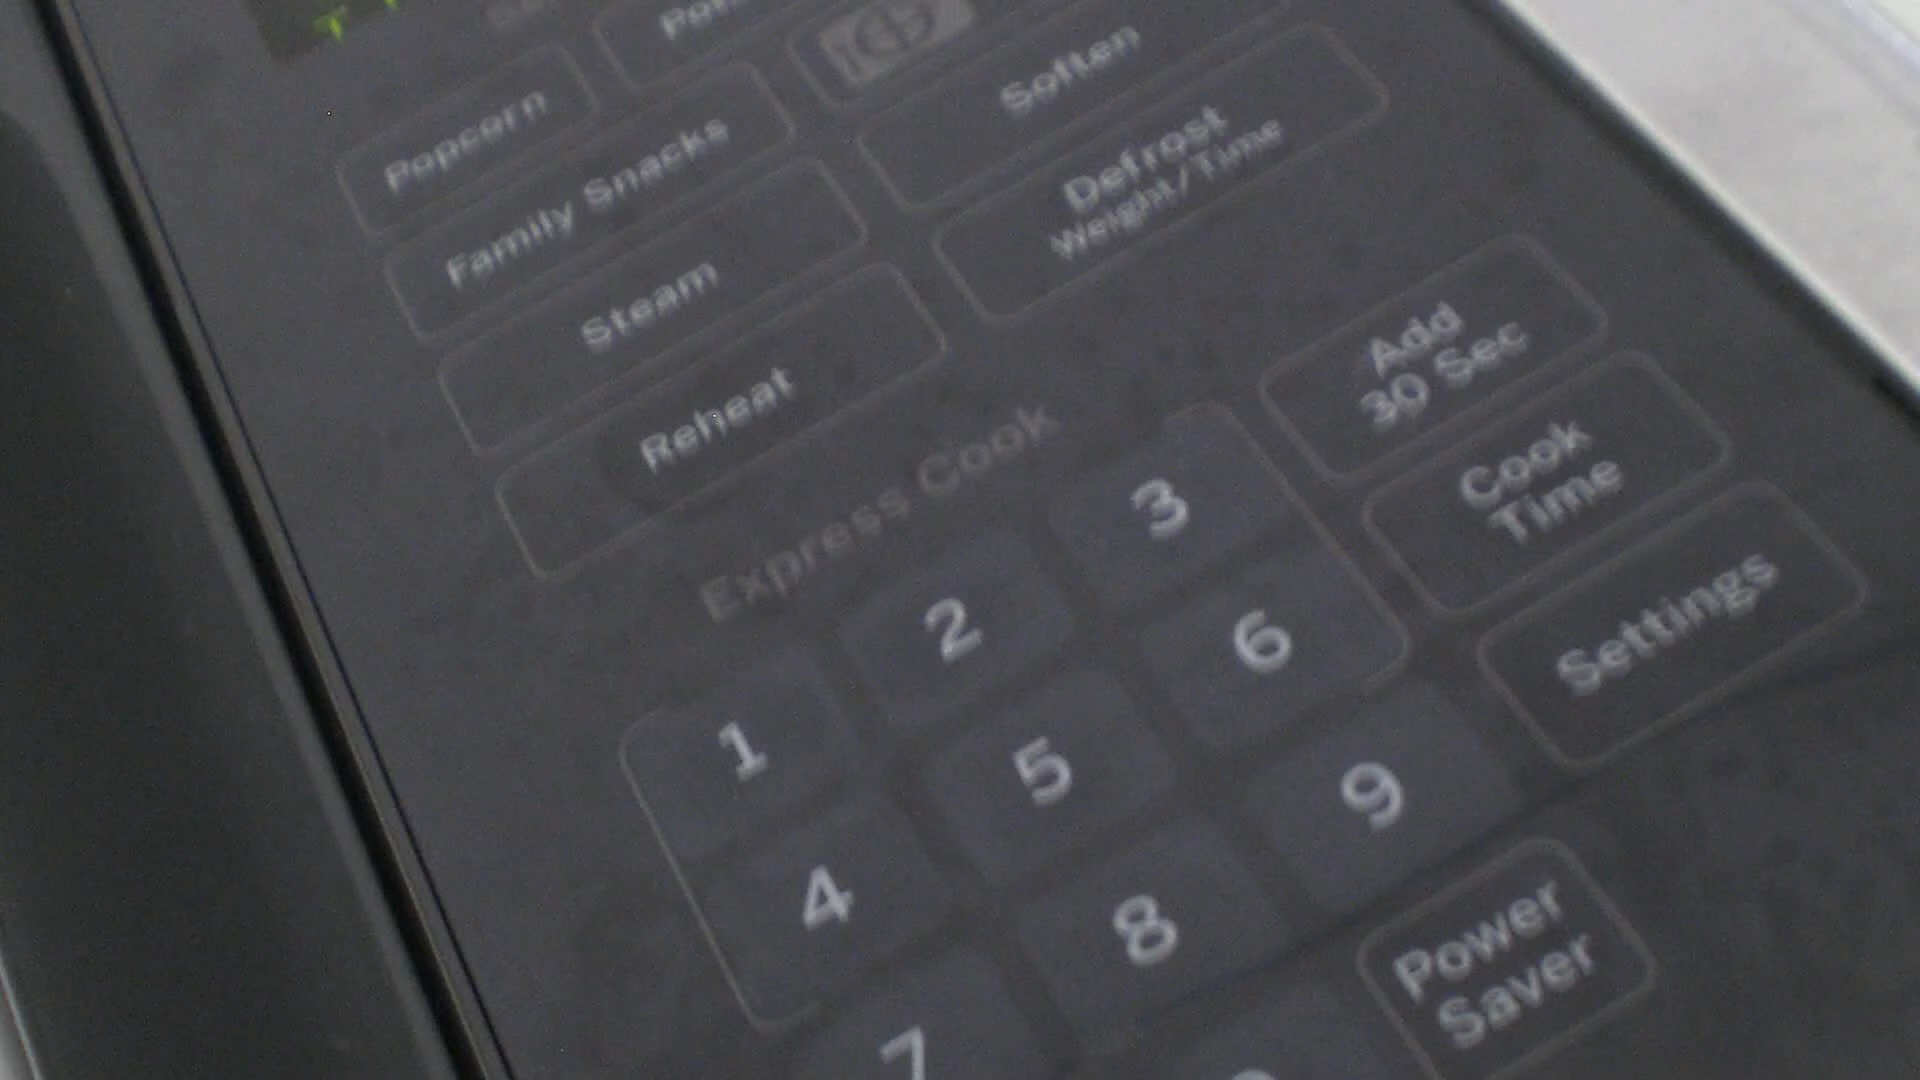 Popcorn
Family Snacks
Steam
Reheat
Soften
Defrost
Weight/Time
Express Cook
Add
30 Sec
Cook
Time
Settings
1
2
3
4
5
6
7
8
9
Power
Saver